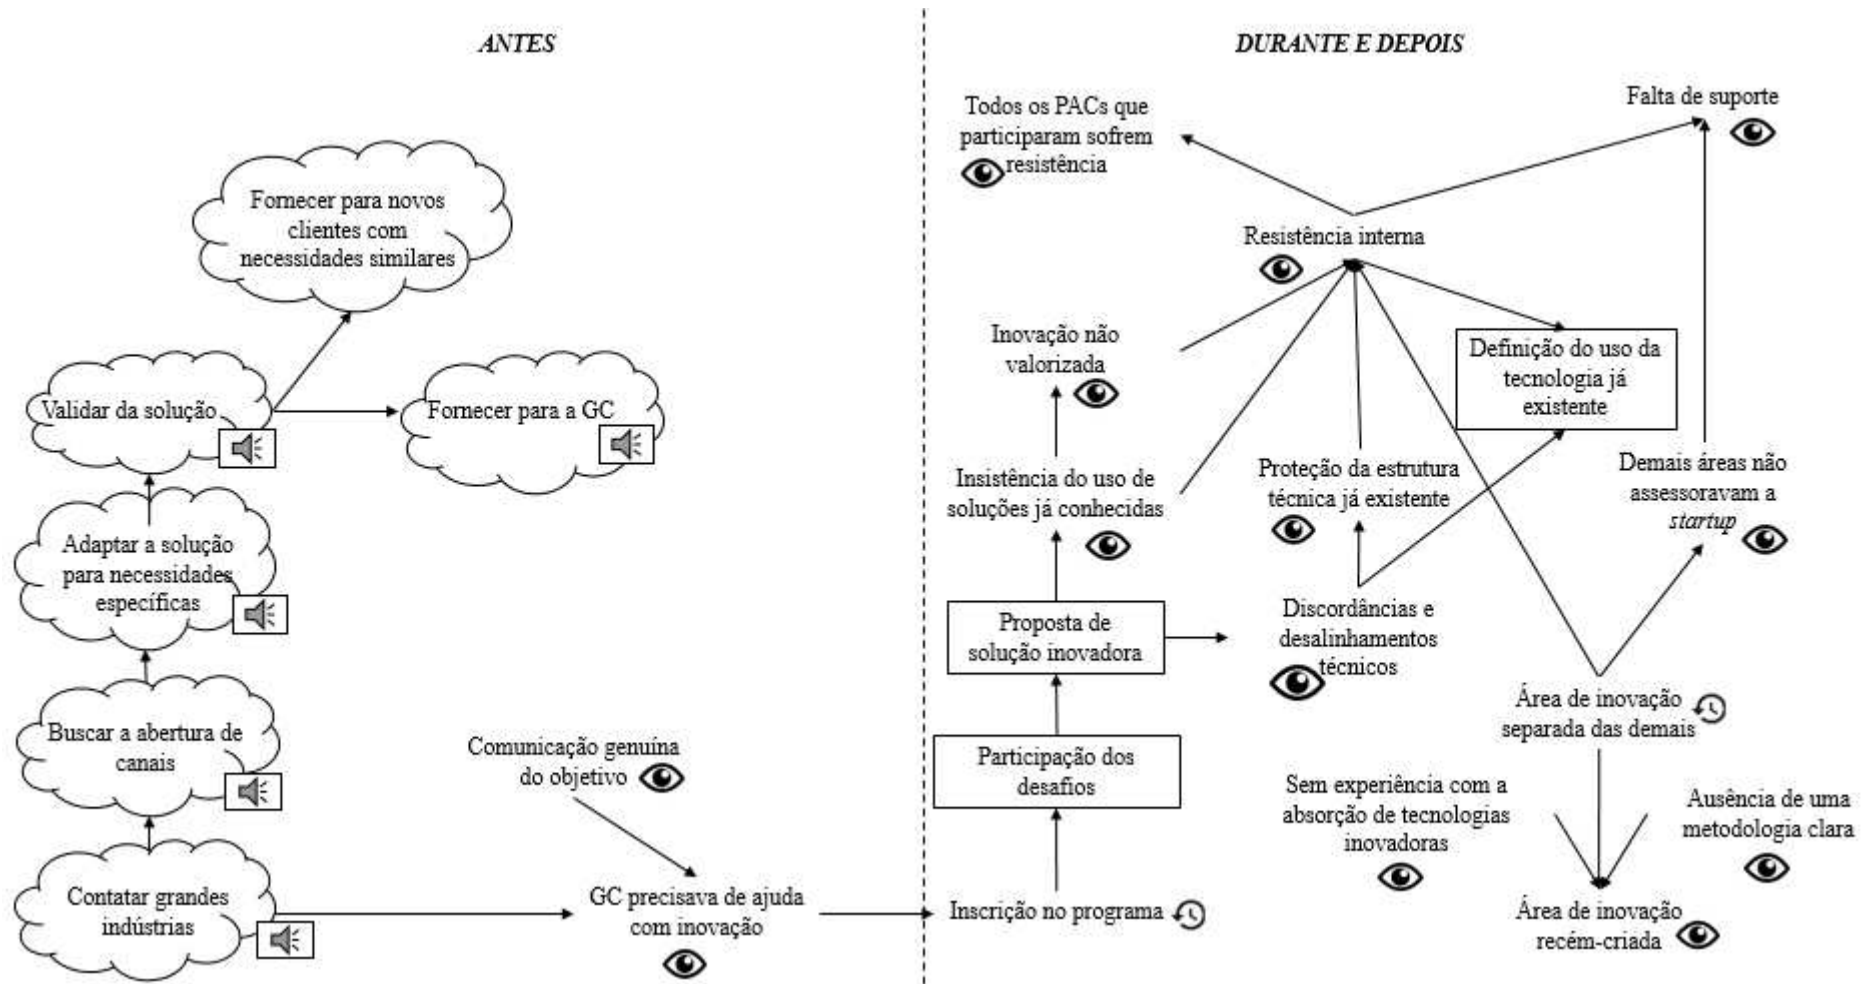 ANTES
Fornecer para novos
clientes com
necessidades similares
Validar da solução
Fornecer para a GC
Adaptar a solução
para necessidades
específicas
Buscar a abertura de
canais
Contatar grandes
indústrias
Comunicação genuína
do objetivo
GC precisava de ajuda
com inovação
DURANTE E DEPOIS
Todos os PACs que
participaram sofrem
resistência
Falta de suporte
Resistência interna
Inovação não
valorizada
Definição do uso da
tecnologia já
existente
Insistência do uso de
soluções já conhecidas
Proteção da estrutura
técnica já existente
Demais áreas não
assessoravam a
startup
Proposta de
solução inovadora
Discordâncias e
desalinhamentos
técnicos
Área de inovação
separada das demais
Participação dos
desafios
Sem experiência com a
absorção de tecnologias
inovadoras
Ausência de uma
metodologia clara
Inscrição no programa
Área de inovação
recém-criada